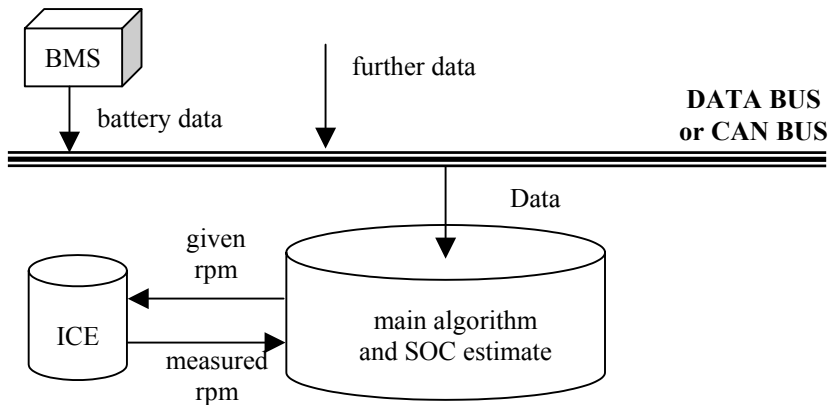 BMS
battery data
further data
DATA BUS
or CAN BUS
Data
given
rpm
ICE
measured
rpm
main algorithm
and SOC estimate